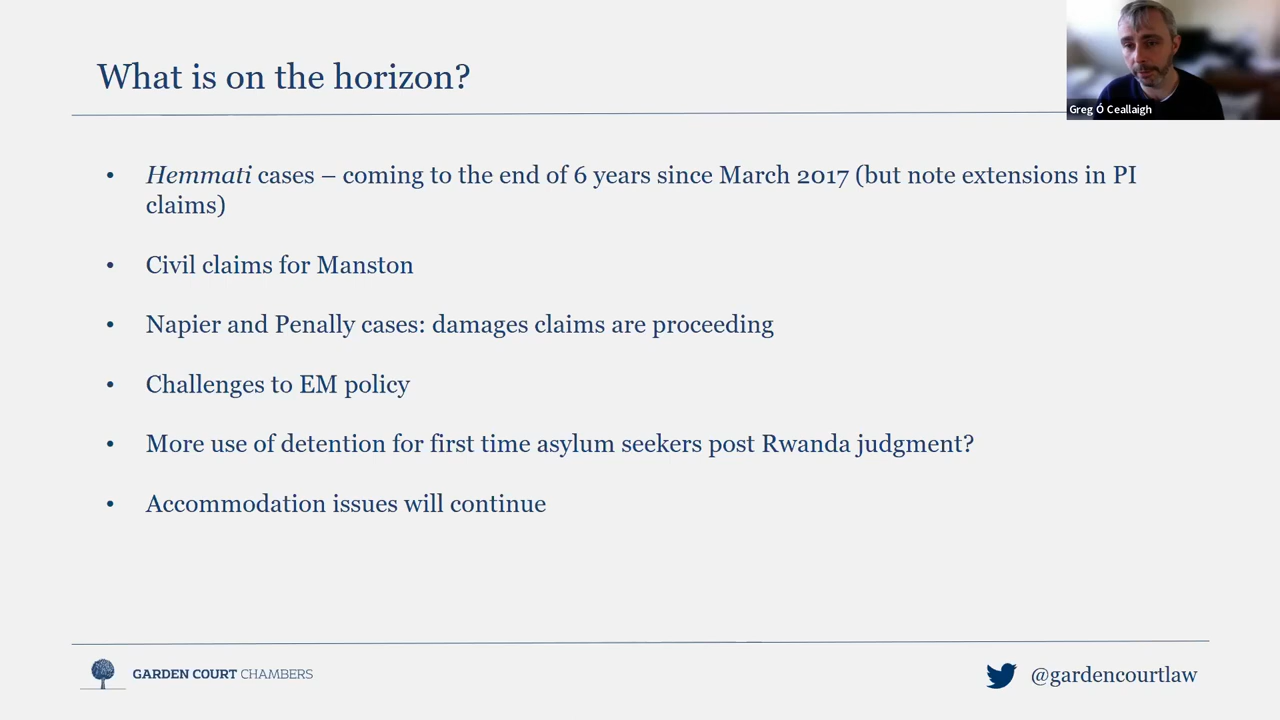 What is on the horizon?
Greg Ó Ceallaigh
• Hemmati cases – coming to the end of 6 years since March 2017 (but note extensions in PI
claims)
• Civil claims for Manston
• Napier and Penally cases: damages claims are proceeding
• Challenges to EM policy
• More use of detention for first time asylum seekers post Rwanda judgment?
• Accommodation issues will continue
GARDEN COURT CHAMBERS
@gardencourtlaw